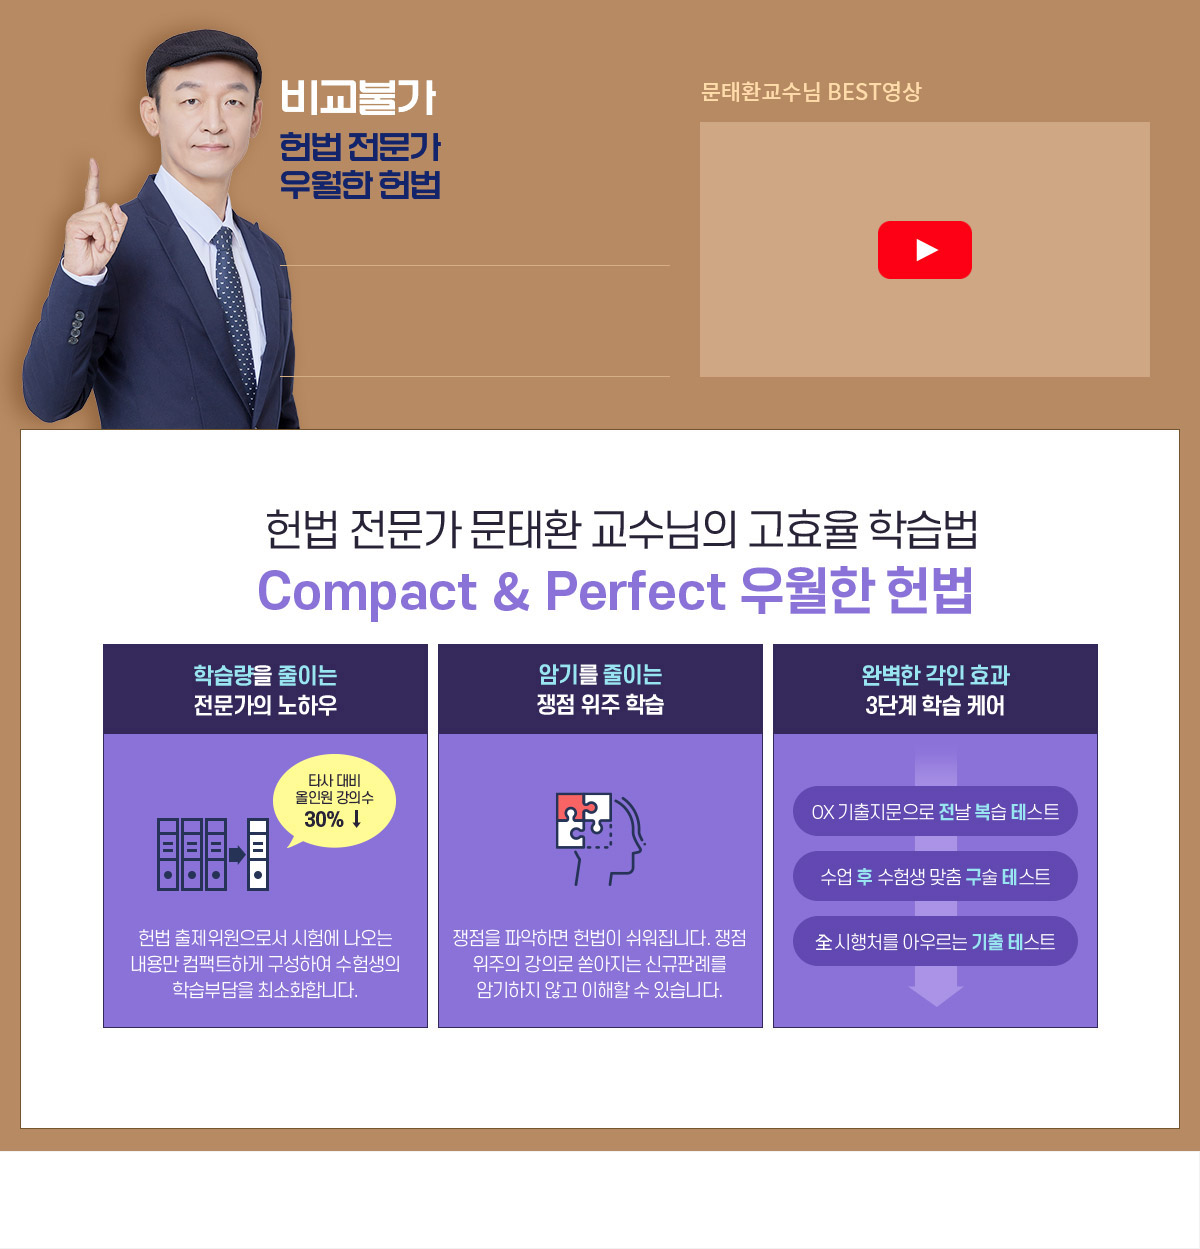 비교불가
헌법 전문가
우월한 헌법
문태환교수님 BEST영상
헌법 전문가 문태환 교수님의 고효율 학습법
Compact & Perfect 우월한 헌법
학습량을 줄이는
전문가의 노하우
타사 대비
올인원 강의수
30% ↓
헌법 출제위원으로서 시험에 나오는
내용만 컴팩트하게 구성하여 수험생의
학습부담을 최소화합니다.
암기를 줄이는
쟁점 위주 학습
쟁점을 파악하면 헌법이 쉬워집니다. 쟁점
위주의 강의로 쏟아지는 신규판례를
암기하지 않고 이해할 수 있습니다.
완벽한 각인 효과
3단계 학습 케어
OX 기출지문으로 전날 복습 테스트
수업 후 수험생 맞춤 구술 테스트
全 시행처를 아우르는 기출 테스트